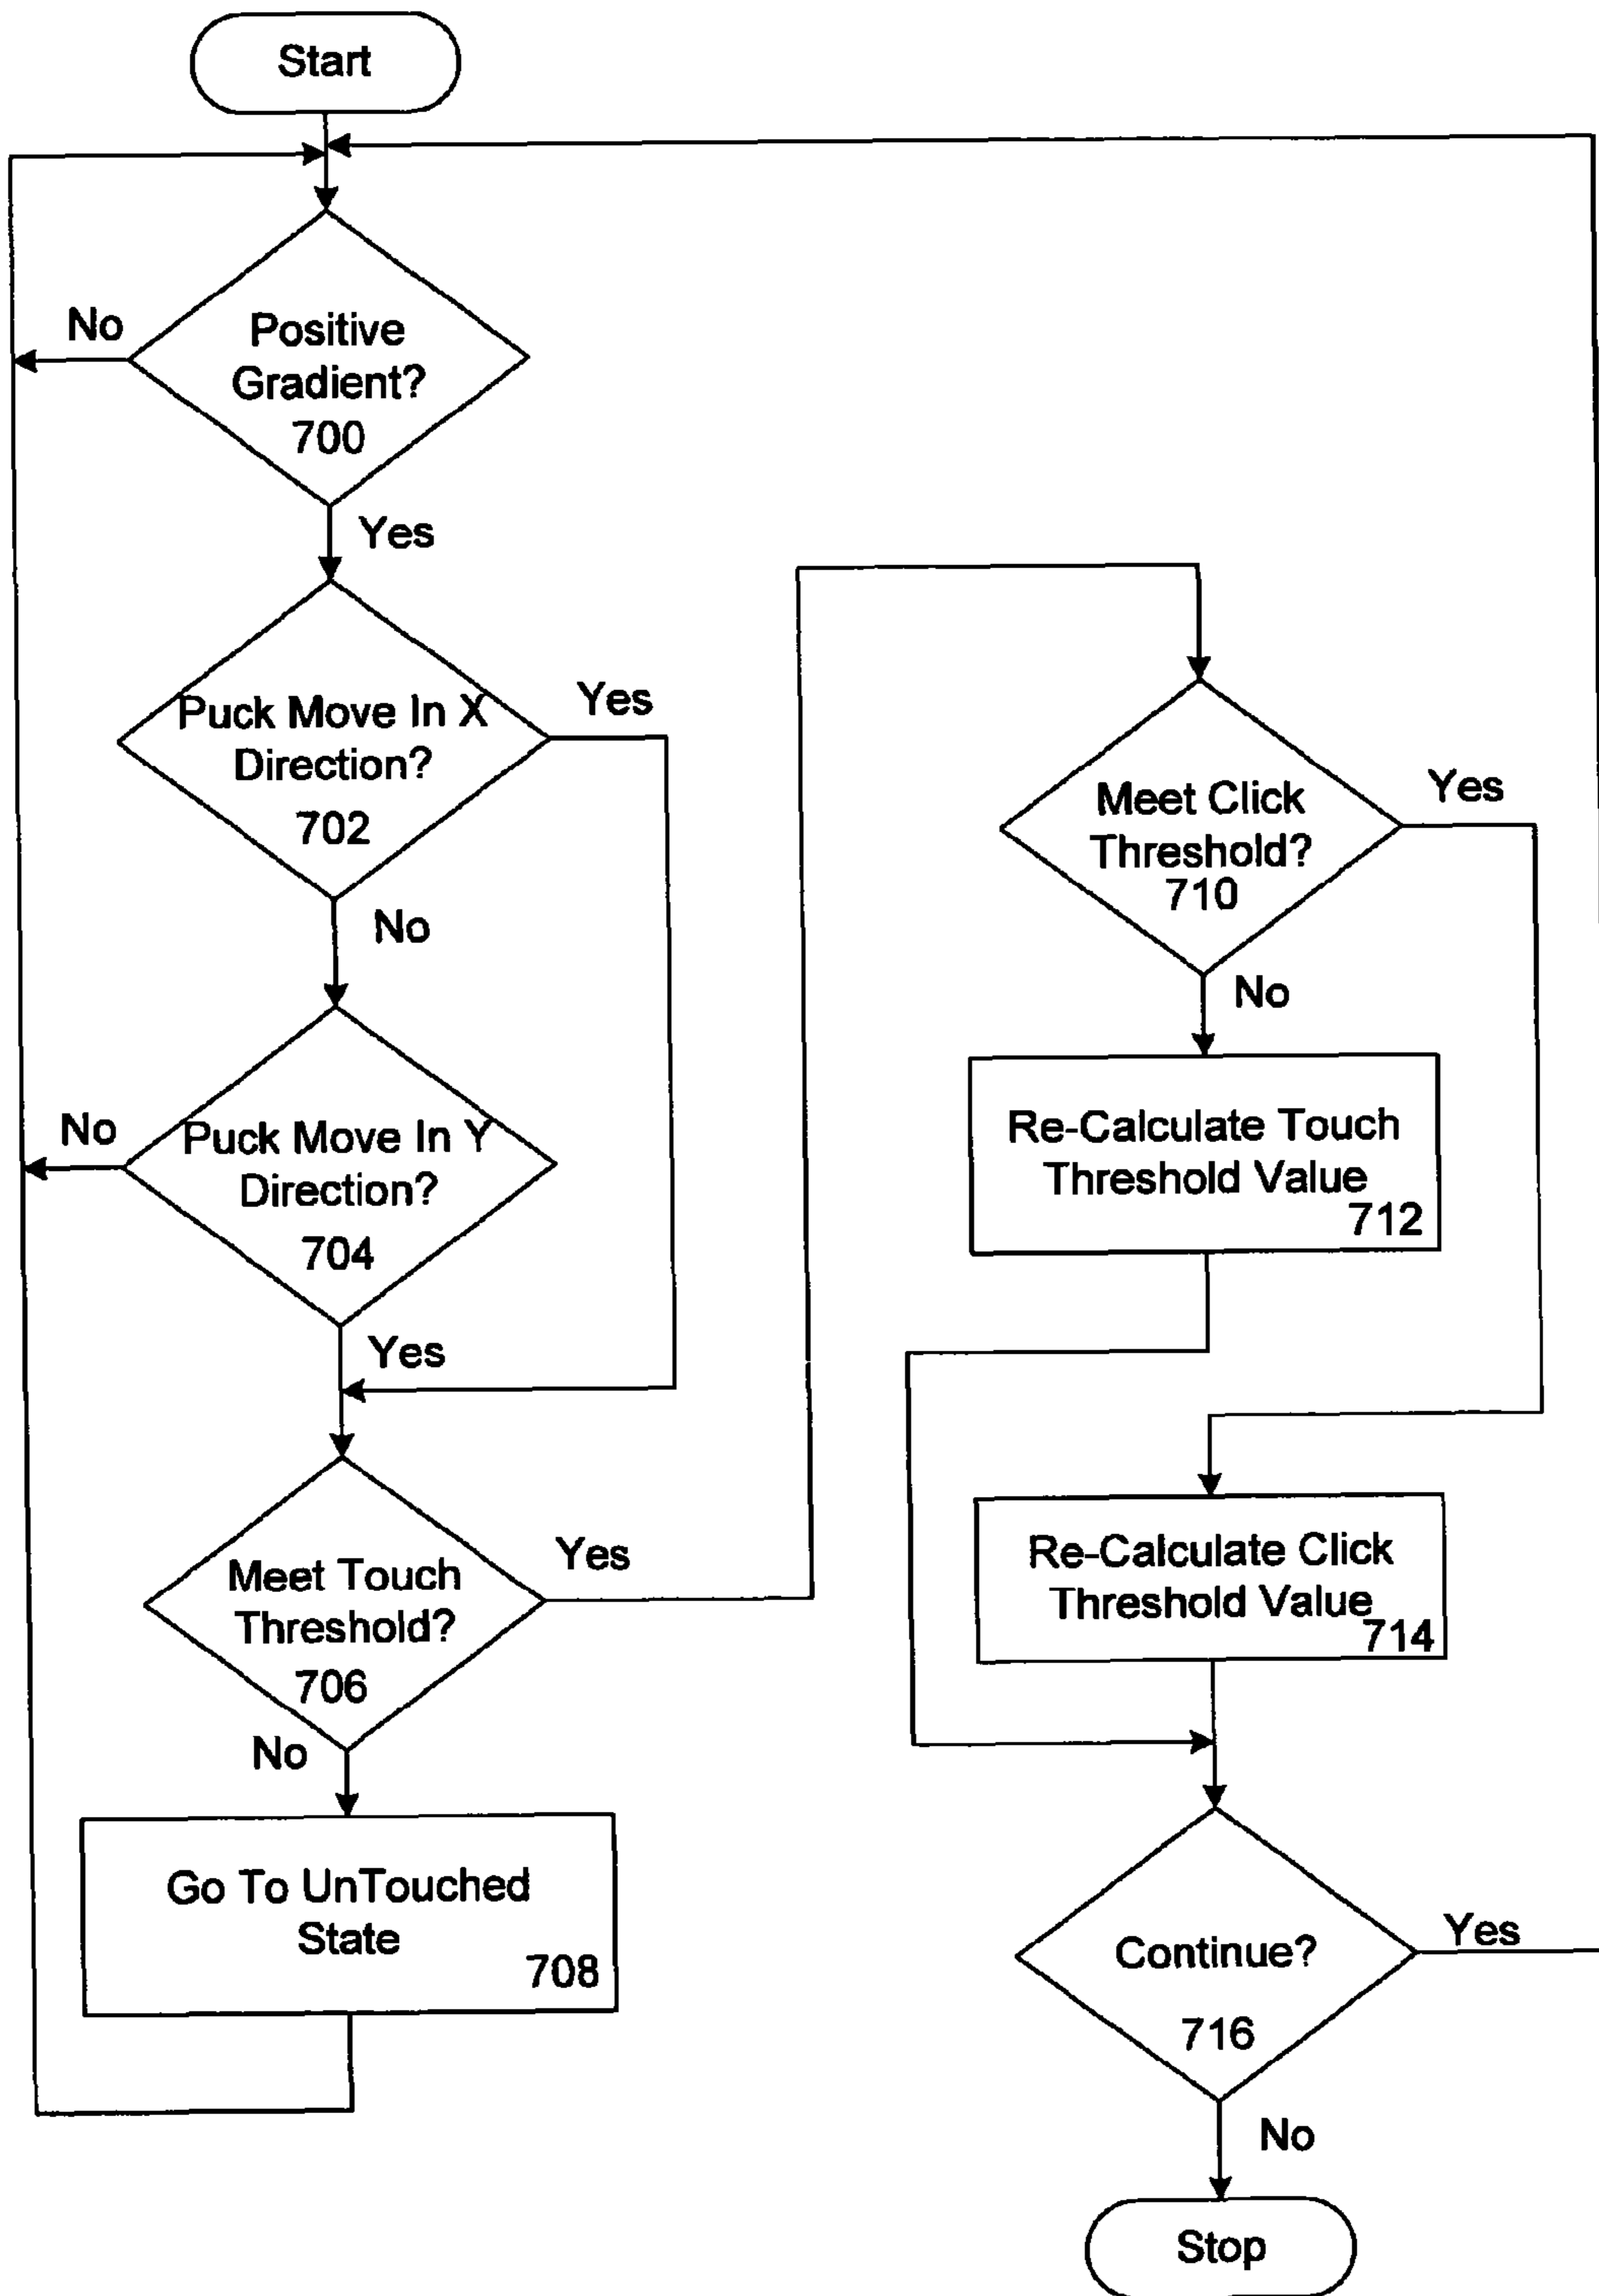 Start
No
Positive
Gradient?
700
Yes
Puck Move In X
Direction?
702
Yes
No
No
Puck Move In Y
Direction?
704
Yes
Meet Touch
Threshold?
706
Yes
No
Go To UnTouched
State
708
Meet Click
Threshold?
710
Yes
No
Re-Calculate Touch
Threshold Value
712
Re-Calculate Click
Threshold Value
714
Continue?
716
Yes
No
Stop